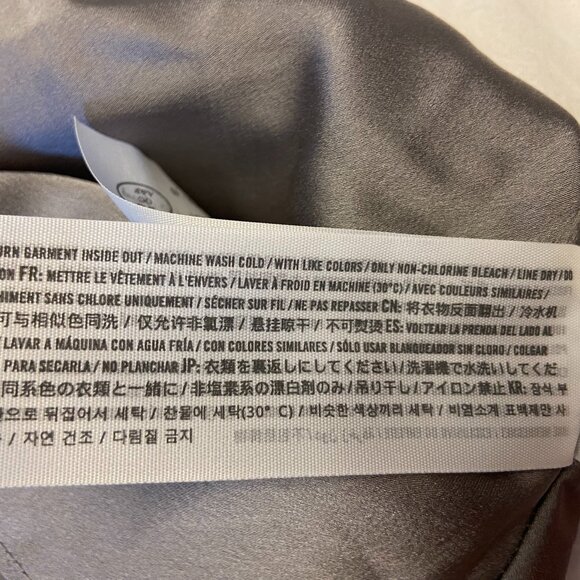 URN GARMENT INSIDE OUT / MACHINE WASH COLD / WITH LIKE COLORS / ONLY NON-CHLORINE BLEACH / LINE DRY / DO
ON FR: METTRE LE VÊTEMENT À L'ENVERS / LAVER À FROID EN MACHINE (30°C) / AVEC COULEURS SIMILAIRES /
HIMENT SANS CHLORE UNIQUEMENT / SÉCHER SUR FIL / NE PAS REPASSER CN: 将衣物反面翻出 / 冷水机
可与相似色同洗 / 仅允许非氯漂 / 悬挂晾干 / 不可熨烫 ES: VOLTEAR LA PRENDA DEL LADO AL
LAVAR A MÁQUINA CON AGUA FRÍA / CON COLORES SIMILARES / SÓLO USAR BLANQUEADOR SIN CLORO / COLGAR
PARA SECARLA / NO PLANCHAR JP: 衣類を裏返しにしてください / 洗濯機で水洗いしてくだ
同系色の衣類と一緒に / 非塩素系の漂白剤のみ / 吊り干し / アイロン禁止 KR: 장식 부
으로 뒤집어서 세탁 / 찬물에 세탁(30° C) / 비슷한 색상끼리 세탁 / 비염소계 표백제만 사
/ 자연 건조 / 다림질 금지